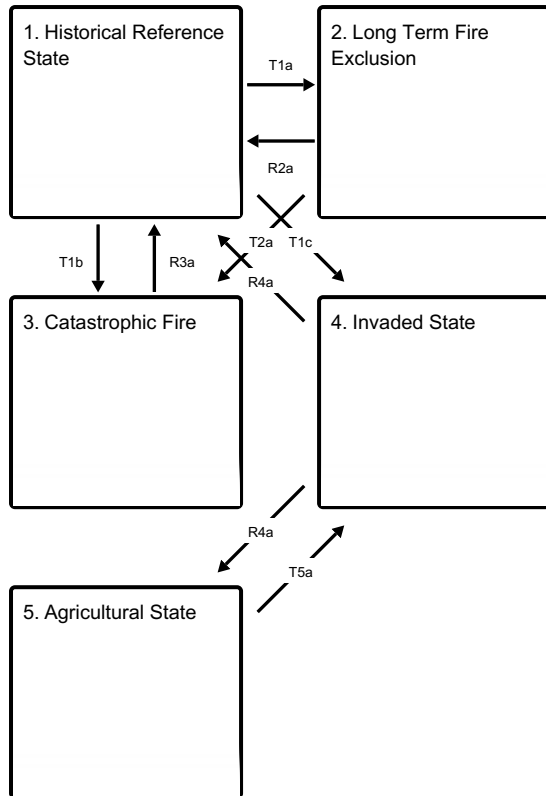 1. Historical Reference
State
2. Long Term Fire
Exclusion
T1a
R2a
T1b
R3a
T2a
T1c
R4a
3. Catastrophic Fire
4. Invaded State
R4a
T5a
5. Agricultural State